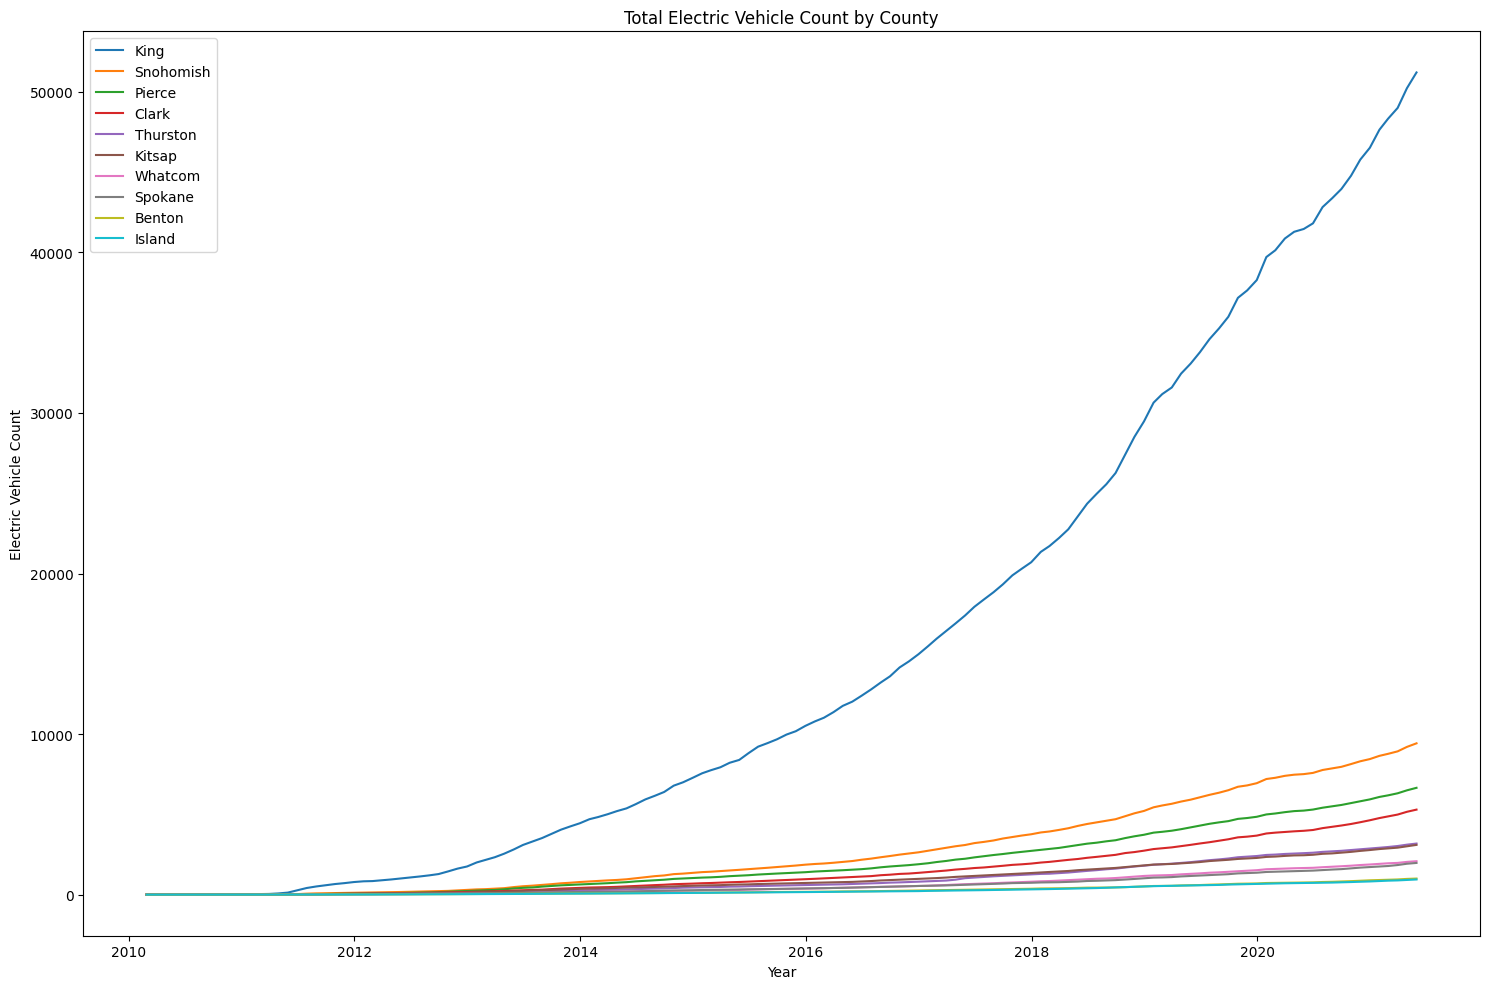 Total Electric Vehicle Count by County
King
Snohomish
Pierce
Clark
Thurston
Kitsap
Whatcom
Spokane
Benton
Island
50000
40000
30000
20000
10000
0
Electric Vehicle Count
2010 2012 2014 2016 2018 2020
Year